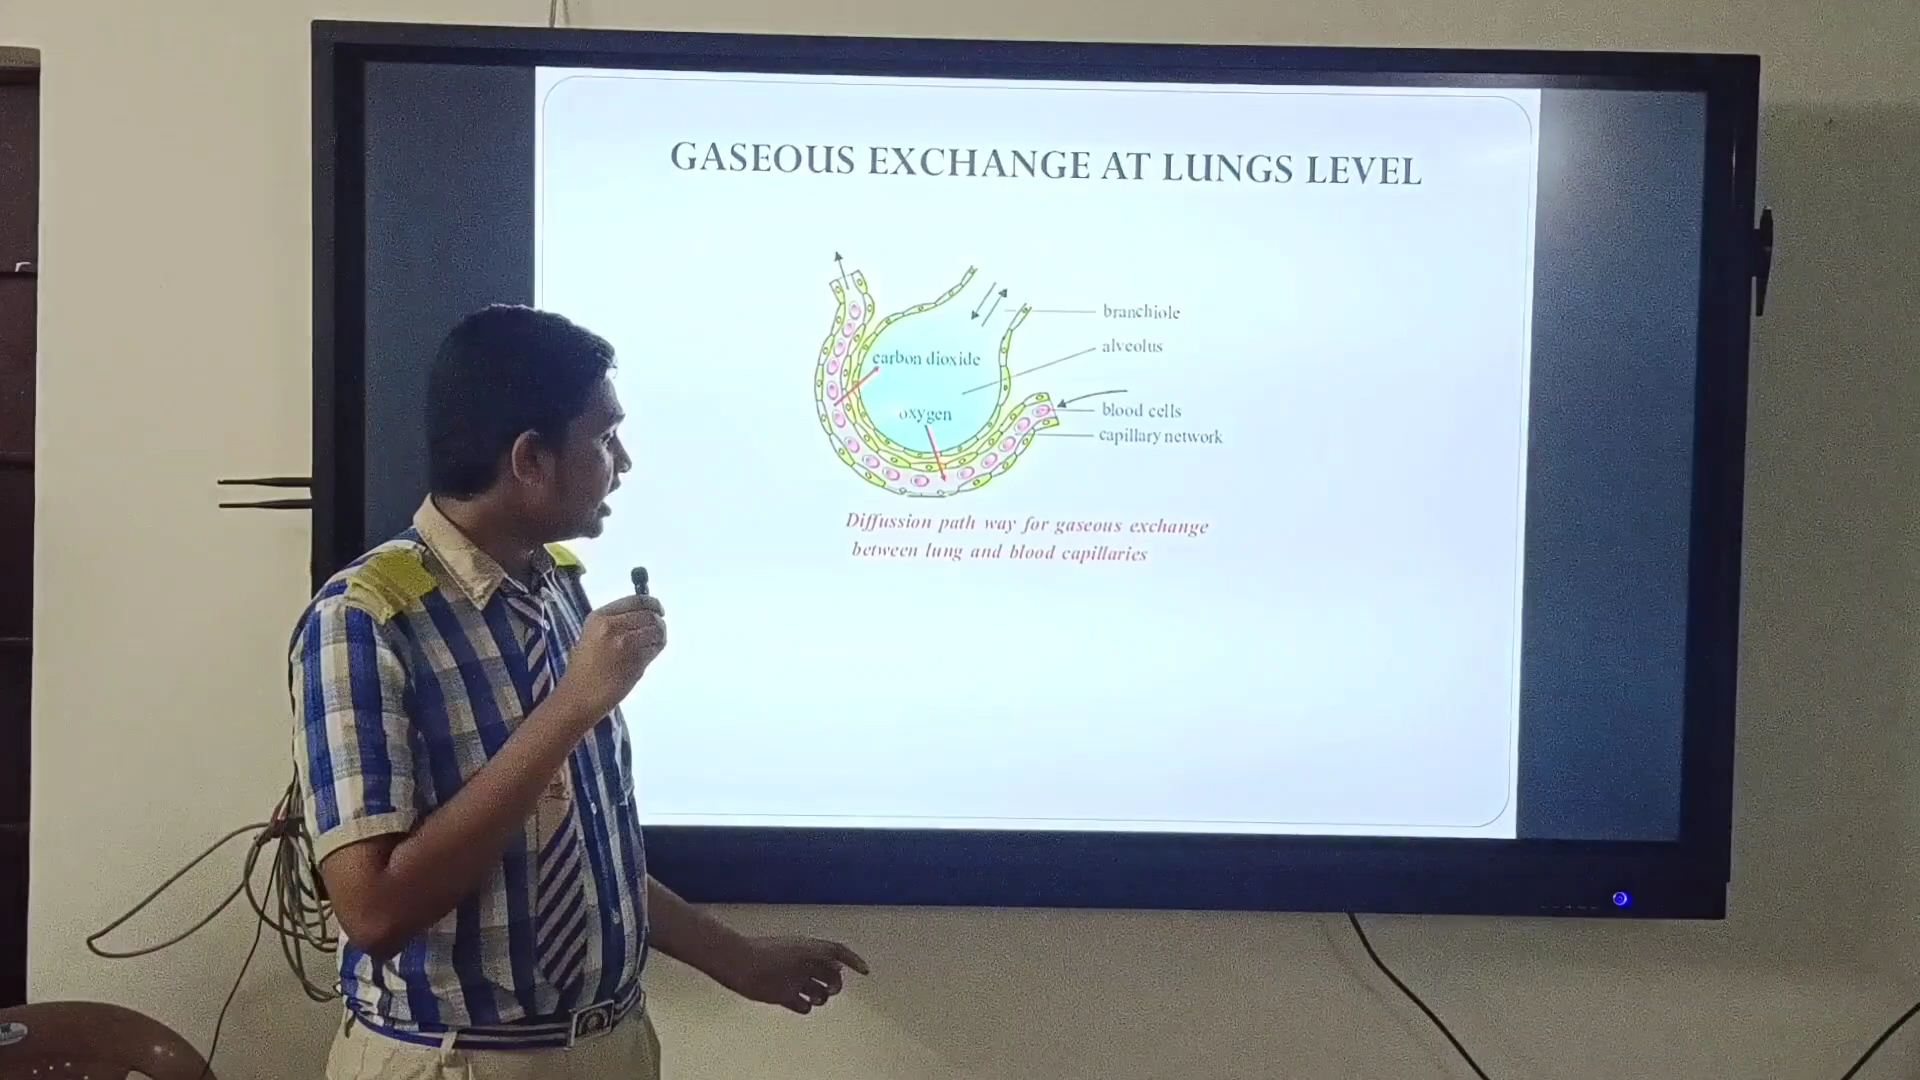 GASEOUS EXCHANGE AT LUNGS LEVEL
branchiole
alveolus
carbon dioxide
oxygen
blood cells
capillary network
Diffussion path way for gaseous exchange
between lung and blood capillaries